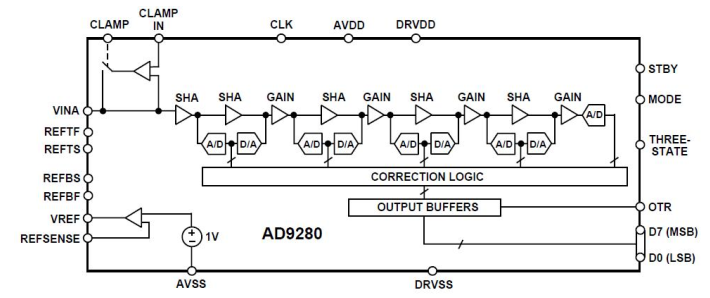 CLAMP
CLAMP
IN
CLK
AVDD
DRVDD
STBY
MODE
THREE-
STATE
VINA
REFTF
REFTS
REFBS
REFBF
VREF
REFSENSE
SHA
SHA
GAIN
SHA
GAIN
SHA
GAIN
SHA
GAIN
A/D
A/D
D/A
A/D
D/A
A/D
D/A
A/D
D/A
CORRECTION LOGIC
OUTPUT BUFFERS
OTR
1V
AD9280
D7 (MSB)
D0 (LSB)
AVSS
DRVSS